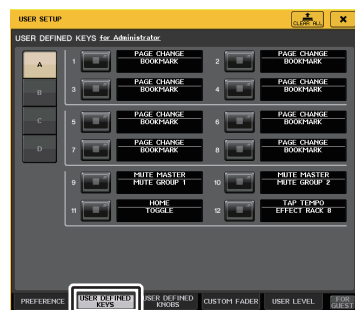 USER SETUP
CLEAR ALL
USER DEFINED KEYS for Administrator
A
1 PAGE CHANGE BOOKMARK
2 PAGE CHANGE BOOKMARK
B
3 PAGE CHANGE BOOKMARK
4 PAGE CHANGE BOOKMARK
C
5 PAGE CHANGE BOOKMARK
6 PAGE CHANGE BOOKMARK
D
7 PAGE CHANGE BOOKMARK
8 PAGE CHANGE BOOKMARK
9 MUTE MASTER MUTE GROUP 1
10 MUTE MASTER MUTE GROUP 2
11 HOME TOGGLE
12 TAP TEMPO EFFECT RACK 8
PREFERENCE
USER DEFINED KEYS
USER DEFINED KNOBS
CUSTOM FADER
USER LEVEL
FOR GUEST